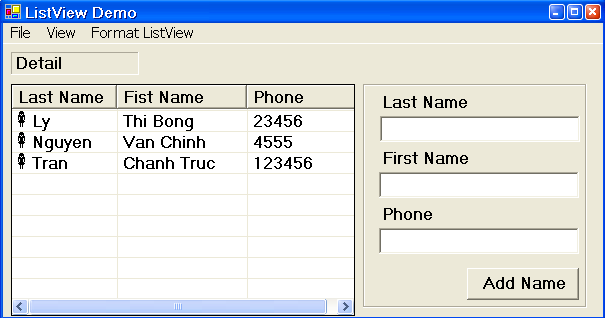 ListView Demo
File View Format ListView
Detail
Last Name Fist Name Phone
Ly Thi Bong 23456
Nguyen Van Chinh 4555
Tran Chanh Truc 123456
Last Name
First Name
Phone
Add Name